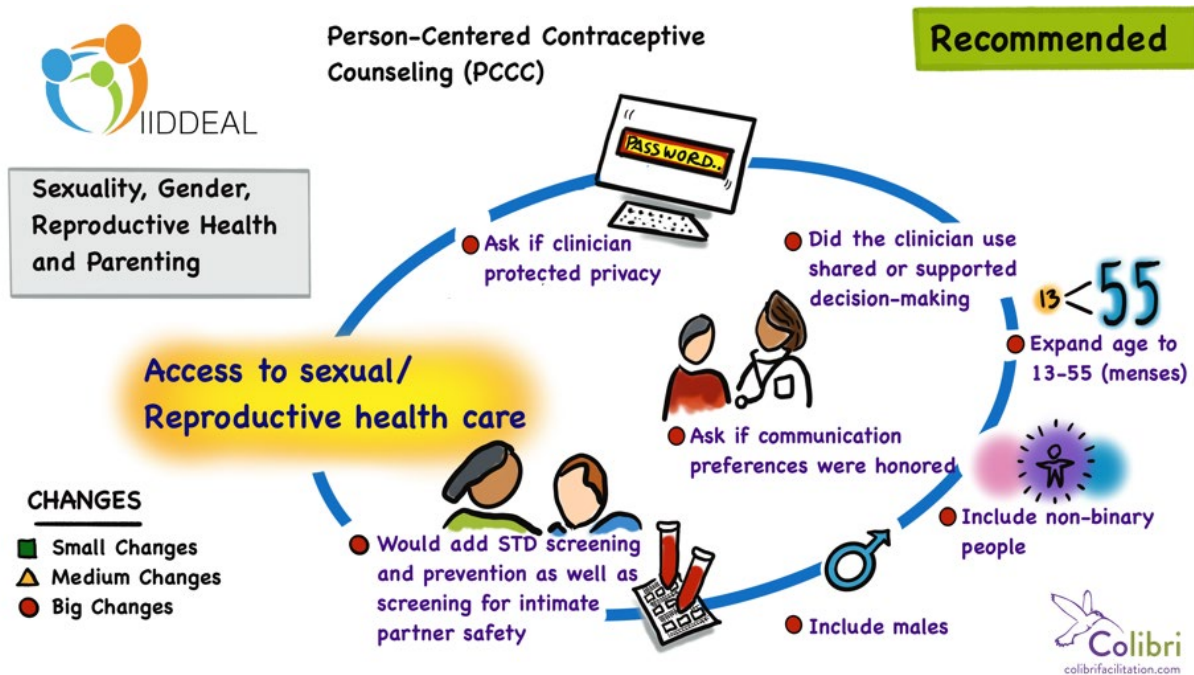 IIDDEAL
Person-Centered Contraceptive
Counseling (PCCC)
Recommended
Sexuality, Gender,
Reproductive Health
and Parenting
PASSWORD..
Ask if clinician
protected privacy
Did the clinician use
shared or supported
decision-making
13<55
Expand age to
13-55 (menses)
Access to sexual/
Reproductive health care
Ask if communication
preferences were honored
Include non-binary
people
CHANGES
Small Changes
Medium Changes
Big Changes
Would add STD screening
and prevention as well as
screening for intimate
partner safety
Include males
Colibri
colibrifacilitation.com